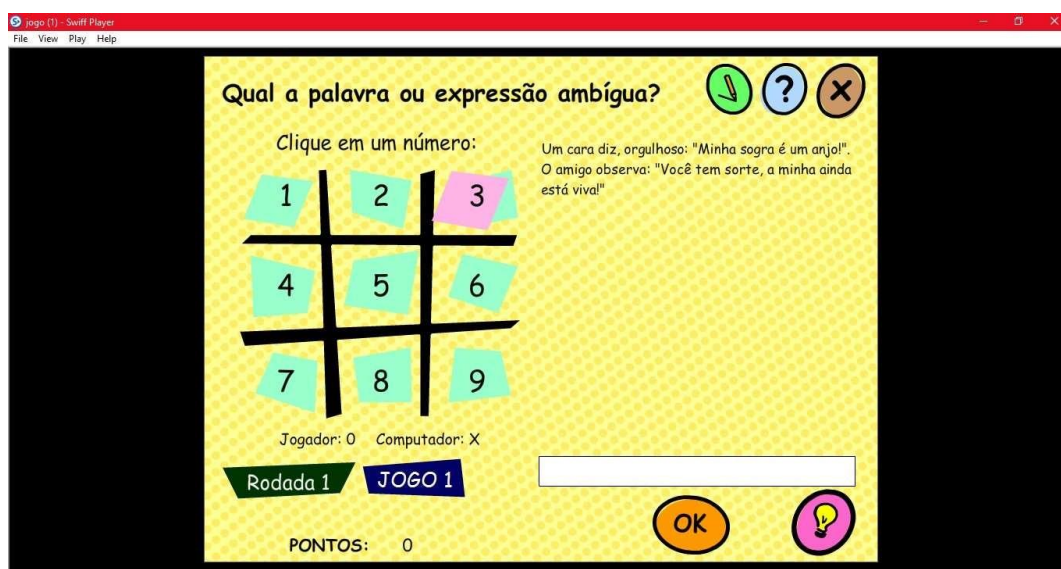 jogo (1) - Swiff Player
File View Play Help
Qual a palavra ou expressão ambígua?
?
X
Clique em um número:
Um cara diz, orgulhoso: "Minha sogra é um anjo!".
O amigo observa: "Você tem sorte, a minha ainda
está viva!"
1 2 3
4 5 6
7 8 9
Jogador: O Computador: X
Rodada 1 JOGO 1
PONTOS: 0
OK